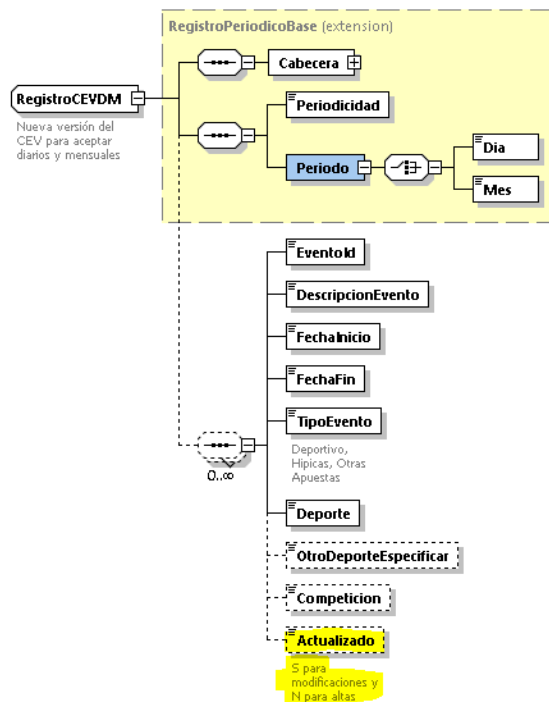 RegistroPeriodicoBase (extension)
Cabecera
RegistroCEVDM
Nueva versión del
CEV para aceptar
diarios y mensuales
Periodicidad
Periodo
Dia
Mes
EventoId
DescripcionEvento
FechaInicio
FechaFin
TipoEvento
Deportivo,
Hipicas, Otras
Apuestas
0..∞
Deporte
OtroDeporteEspecificar
Competicion
Actualizado
S para
modificaciones y
N para altas